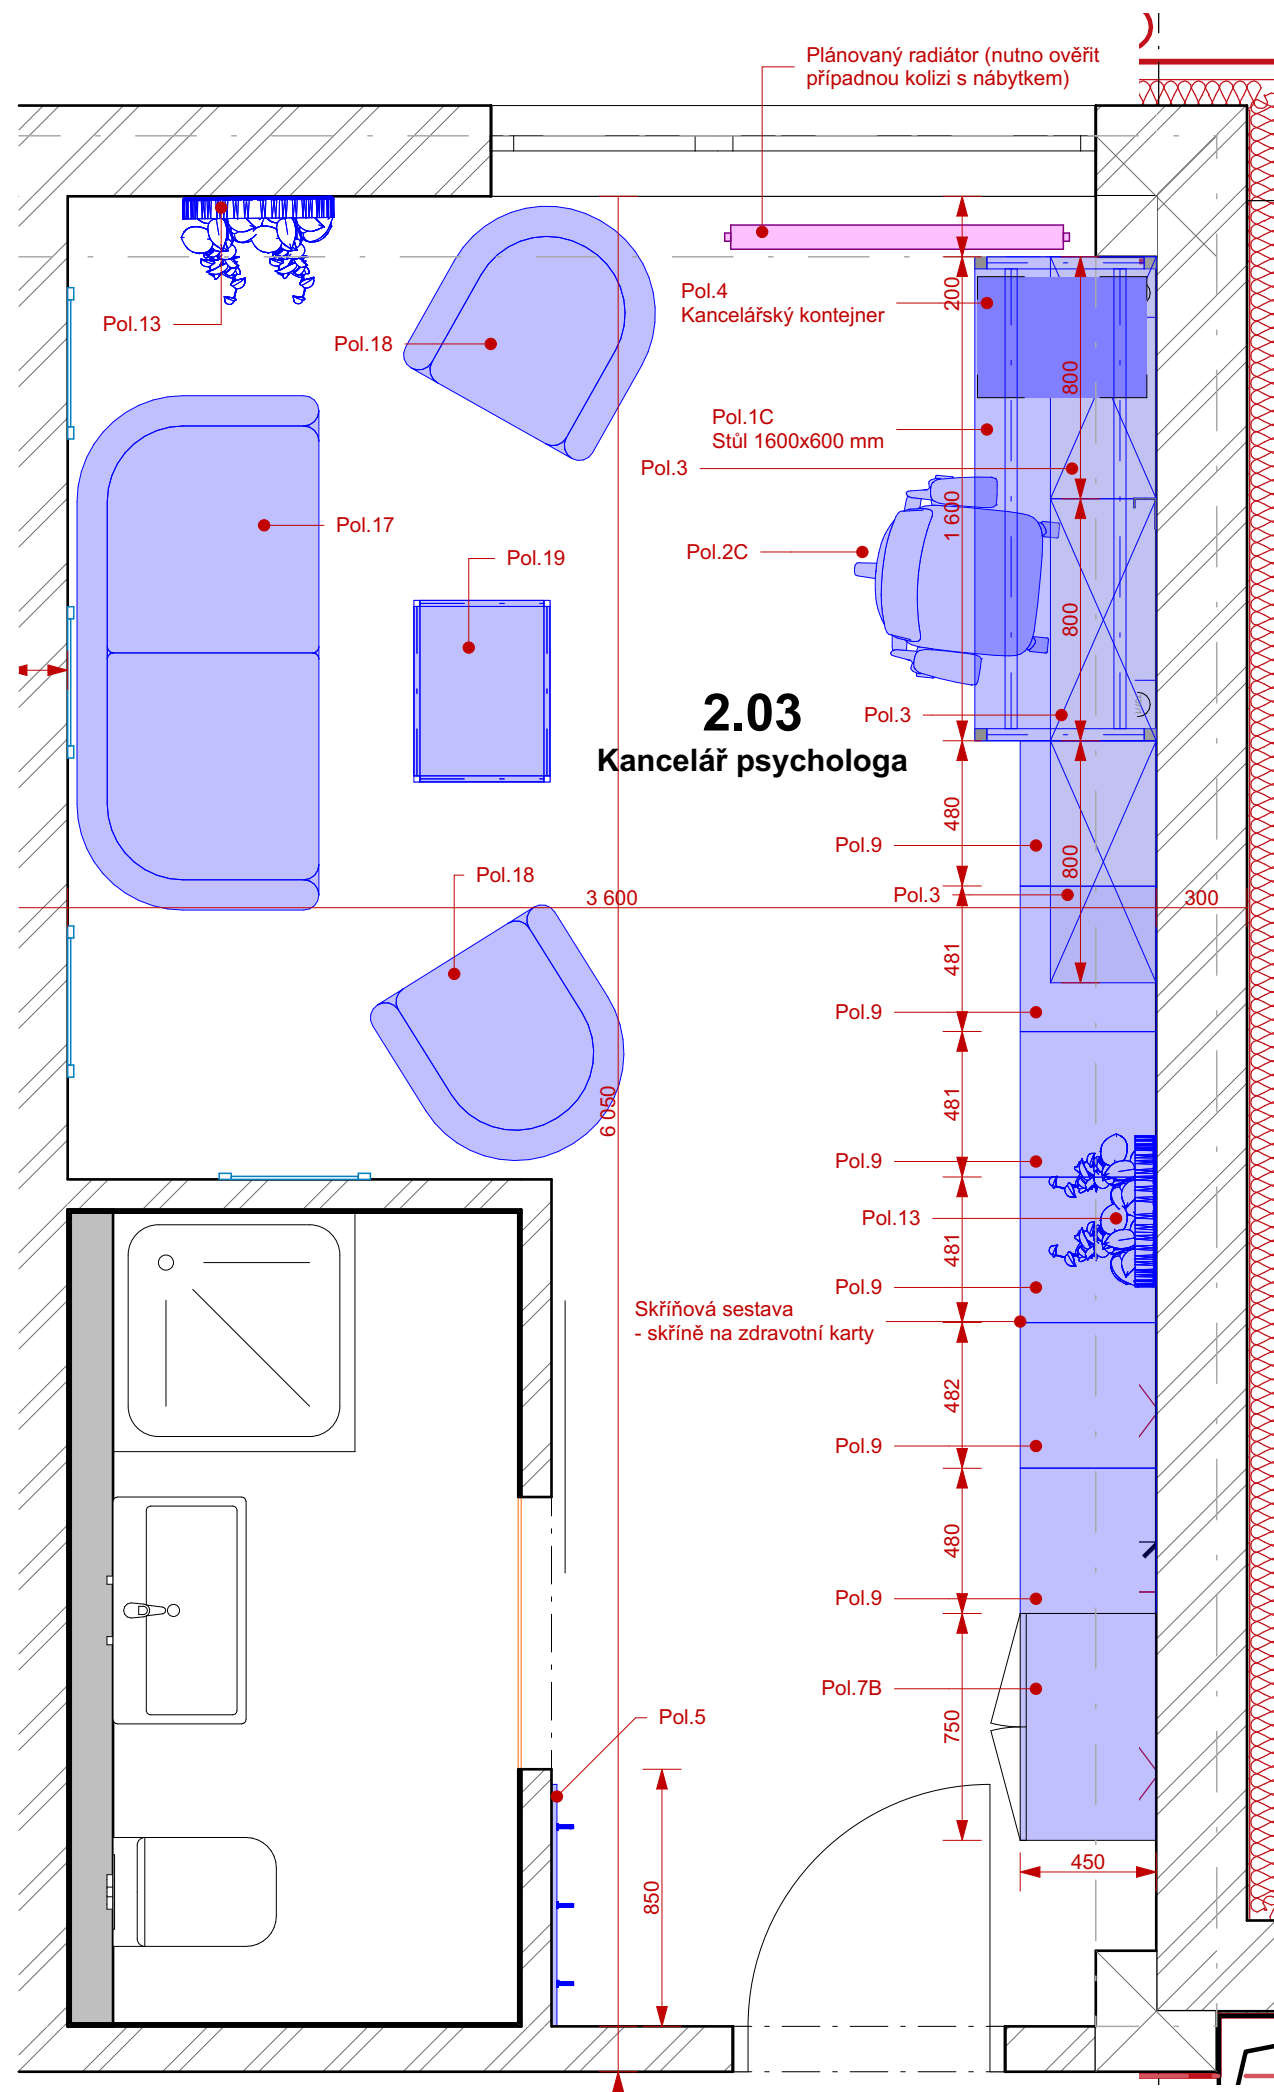 Plánovaný radiátor (nutno ověřit
případnou kolizi s nábytkem)
Pol.13
Pol.18
Pol.4
Kancelářský kontejner
200
800
Pol.1C
Stůl 1600x600 mm
Pol.3
Pol.17
1 600
Pol.19
Pol.2C
800
2.03
Kancelář psychologa
Pol.3
480
Pol.9
800
Pol.18
Pol.3
3 600
300
481
Pol.9
6 050
481
Pol.9
Pol.13
481
Pol.9
Skříňová sestava
- skříně na zdravotní karty
482
Pol.9
480
Pol.9
Pol.7B
750
Pol.5
450
850